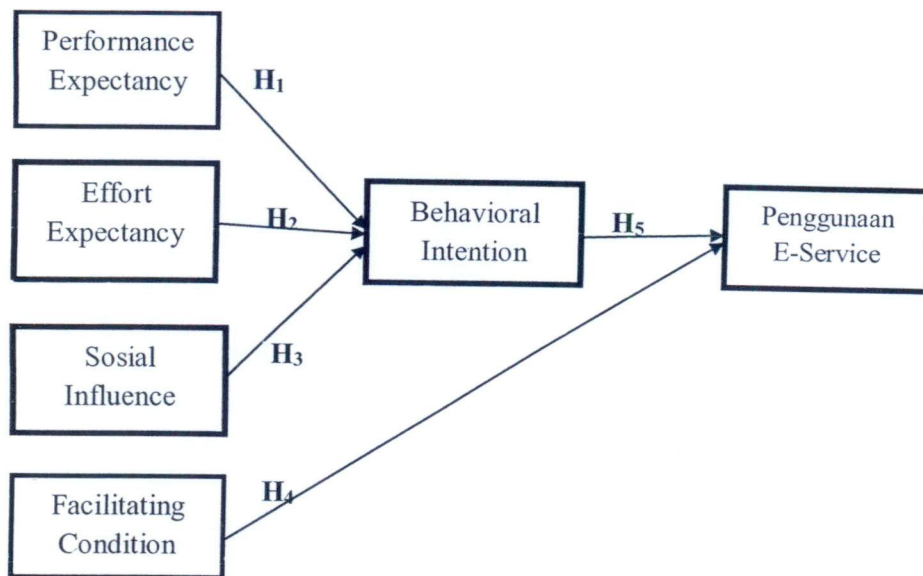 Performance
Expectancy
H₁
Effort
Expectancy
H₂
Behavioral
Intention
H₅
Penggunaan
E-Service
Sosial
Influence
H₃
Facilitating
Condition
H₄